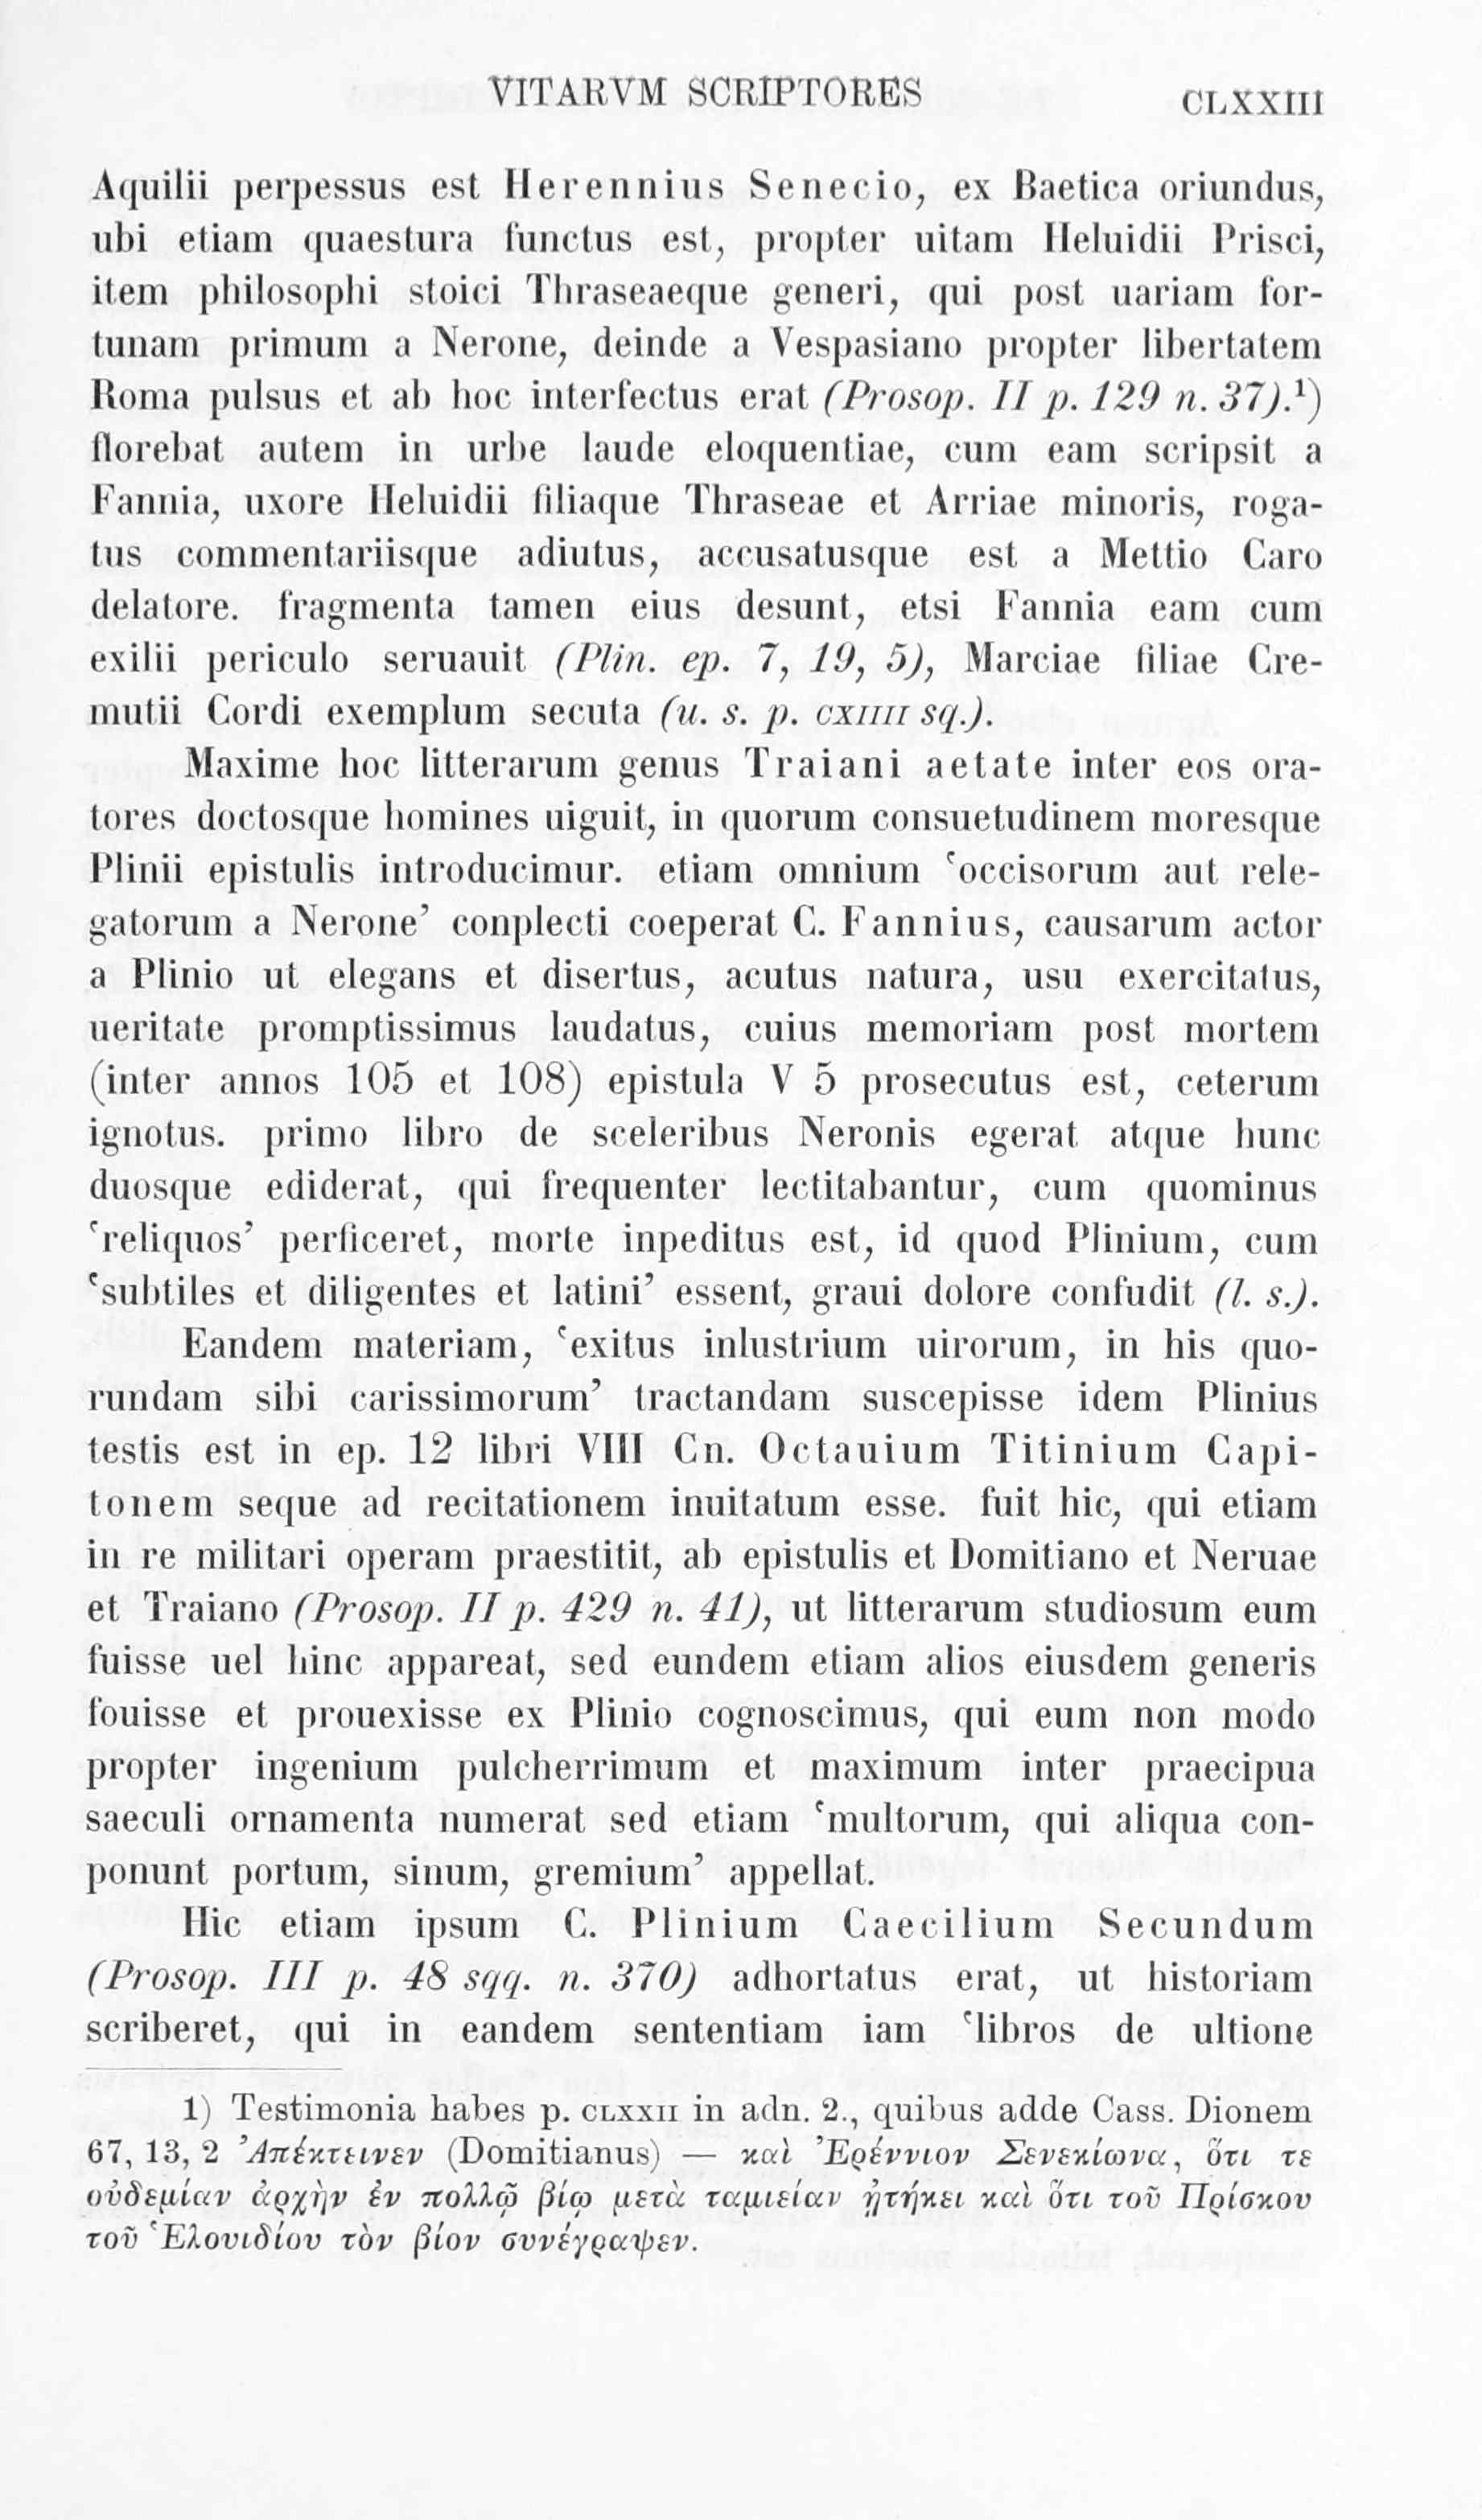 VITARVM SCRIPTORES CLXXIII
Aquilii perpessus est Herennius Senecio, ex Baetica oriundus,
ubi etiam quaestura functus est, propter uitam Heluidii Prisci,
item philosophi stoici Thraseaeque generi, qui post uariam for-
tunam primum a Nerone, deinde a Vespasiano propter libertatem
Roma pulsus et ab hoc interfectus erat (Prosop. II p. 129 n. 37).¹)
florebat autem in urbe laude eloquentiae, cum eam scripsit a
Fannia, uxore Heluidii filiaque Thraseae et Arriae minoris, roga-
tus commentariisque adiutus, accusatusque est a Mettio Caro
delatore. fragmenta tamen eius desunt, etsi Fannia eam cum
exilii periculo seruauit (Plin. ep. 7, 19, 5), Marciae filiae Cre-
mutii Cordi exemplum secuta (u. s. p. CXIIII sq.).
Maxime hoc litterarum genus Traiani aetate inter eos ora-
tores doctosque homines uiguit, in quorum consuetudinem moresque
Plinii epistulis introducimur. etiam omnium ‘occisorum aut rele-
gatorum a Nerone’ conplecti coeperat C. Fannius, causarum actor
a Plinio ut elegans et disertus, acutus natura, usu exercitatus,
ueritate promptissimus laudatus, cuius memoriam post mortem
(inter annos 105 et 108) epistula V 5 prosecutus est, ceterum
ignotus. primo libro de sceleribus Neronis egerat atque hunc
duosque ediderat, qui frequenter lectitabantur, cum quominus
‘reliquos’ perficeret, morte inpeditus est, id quod Plinium, cum
‘subtiles et diligentes et latini’ essent, graui dolore confudit (l. s.).
Eandem materiam, ‘exitus inlustrium uirorum, in his quo-
rundam sibi carissimorum’ tractandam suscepisse idem Plinius
testis est in ep. 12 libri VIII Cn. Octauium Titinium Capi-
tonem seque ad recitationem inuitatum esse. fuit hic, qui etiam
in re militari operam praestitit, ab epistulis et Domitiano et Neruae
et Traiano (Prosop. II p. 429 n. 41), ut litterarum studiosum eum
fuisse uel hinc appareat, sed eundem etiam alios eiusdem generis
fouisse et prouexisse ex Plinio cognoscimus, qui eum non modo
propter ingenium pulcherrimum et maximum inter praecipua
saeculi ornamenta numerat sed etiam ‘multorum, qui aliqua con-
ponunt portum, sinum, gremium’ appellat.
Hic etiam ipsum C. Plinium Caecilium Secundum
(Prosop. III p. 48 sqq. n. 370) adhortatus erat, ut historiam
scriberet, qui in eandem sententiam iam ‘libros de ultione
1) Testimonia habes p. CLXXII in adn. 2., quibus adde Cass. Dionem
67, 13, 2 Ἀπέκτεινεν (Domitianus) — καὶ Ἐρέννιον Σενεκίωνα, ὅτι τε
οὐδεμίαν ἀρχὴν ἐν πολλῷ βίῳ μετὰ ταμιείαν ᾐτήκει καὶ ὅτι τοῦ Πρίσκου
τοῦ Ἑλουιδίου τὸν βίον συνέγραψεν.